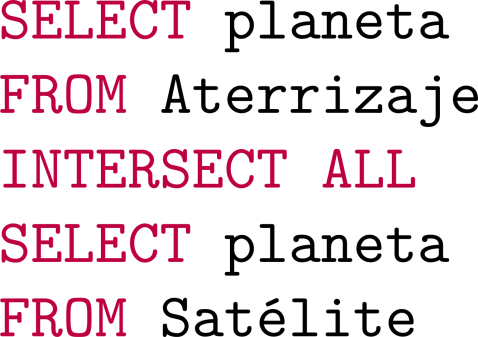 SELECT planeta
FROM Aterrizaje
INTERSECT ALL
SELECT planeta
FROM Satélite